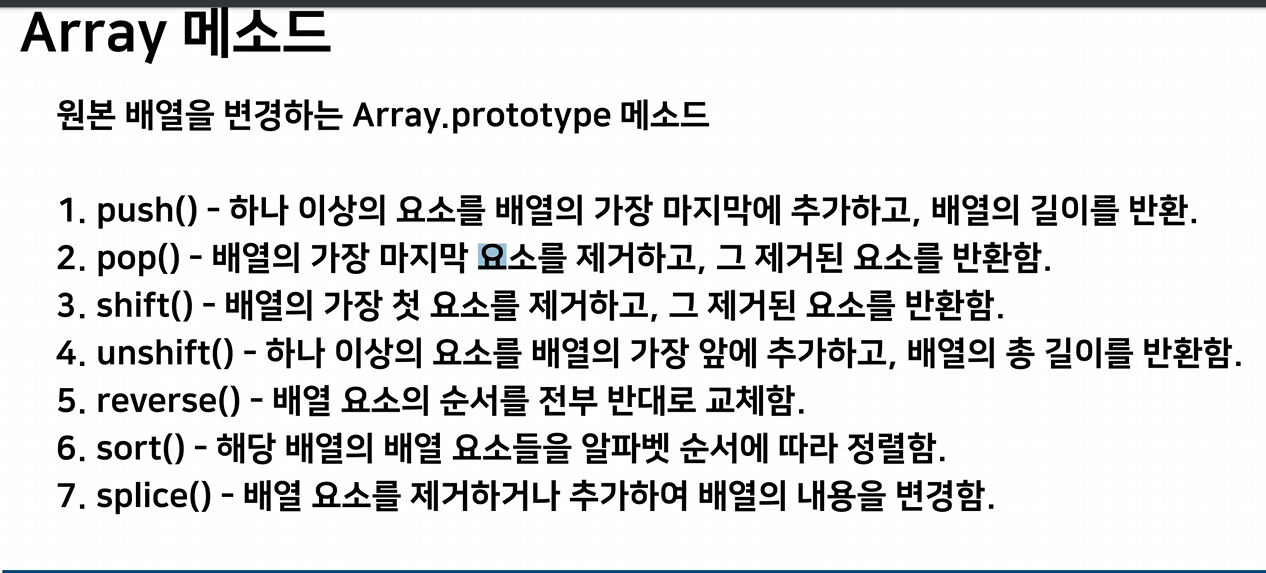 Array 메소드
원본 배열을 변경하는 Array.prototype 메소드
1. push() - 하나 이상의 요소를 배열의 가장 마지막에 추가하고, 배열의 길이를 반환.
2. pop() - 배열의 가장 마지막 요소를 제거하고, 그 제거된 요소를 반환함.
3. shift() - 배열의 가장 첫 요소를 제거하고, 그 제거된 요소를 반환함.
4. unshift() - 하나 이상의 요소를 배열의 가장 앞에 추가하고, 배열의 총 길이를 반환함.
5. reverse() - 배열 요소의 순서를 전부 반대로 교체함.
6. sort() - 해당 배열의 배열 요소들을 알파벳 순서에 따라 정렬함.
7. splice() - 배열 요소를 제거하거나 추가하여 배열의 내용을 변경함.